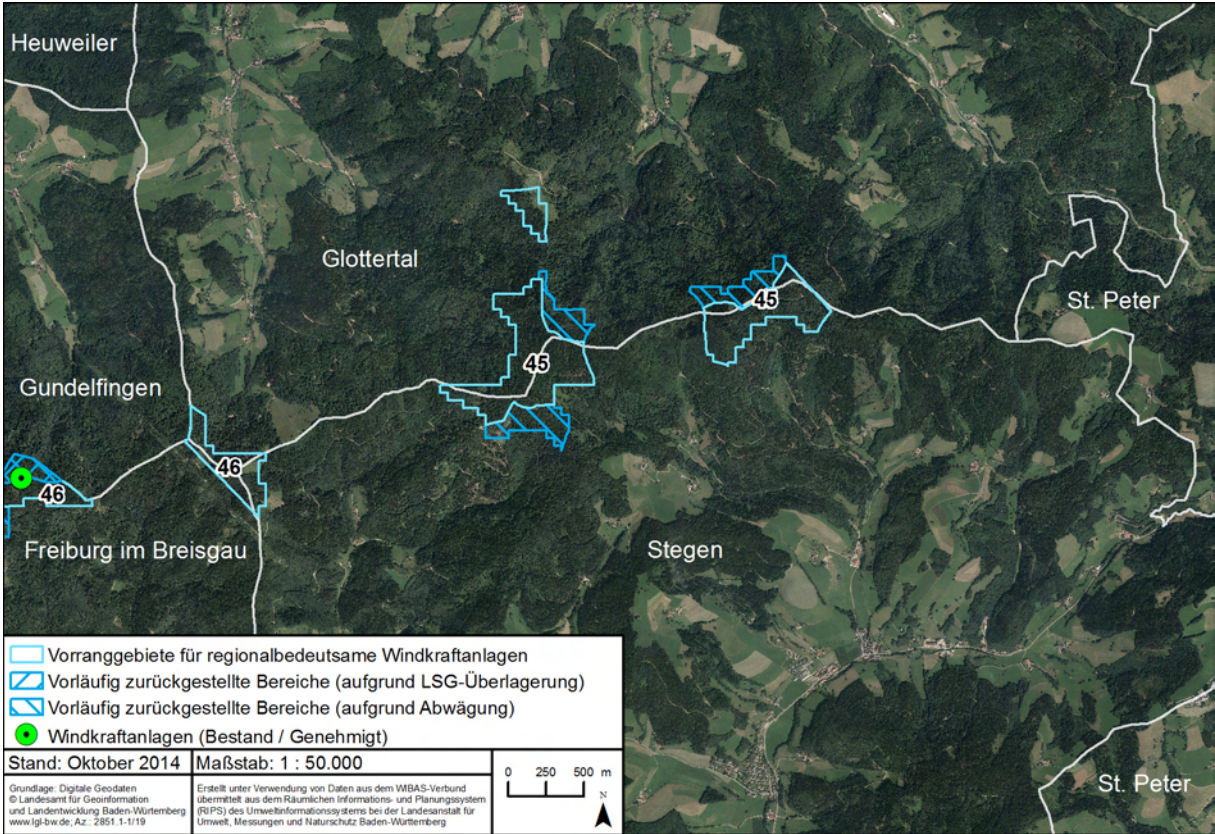 Heuweiler
Glottertal
St. Peter
45
45
Gundelfingen
46
46
Freiburg im Breisgau
Stegen
St. Peter
Vorranggebiete für regionalbedeutsame Windkraftanlagen
Vorläufig zurückgestellte Bereiche (aufgrund LSG-Überlagerung)
Vorläufig zurückgestellte Bereiche (aufgrund Abwägung)
Windkraftanlagen (Bestand / Genehmigt)
Stand: Oktober 2014
Maßstab: 1 : 50.000
Grundlage: Digitale Geodaten
© Landesamt für Geoinformation
und Landentwicklung Baden-Würtemberg
www.lgl-bw.de; Az.: 2851.1-1/19
Erstellt unter Verwendung von Daten aus dem WIBAS-Verbund
übermittelt aus dem Räumlichen Informations- und Planungssystem
(RIPS) des Umweltinformationssystems bei der Landesanstalt für
Umwelt, Messungen und Naturschutz Baden-Württemberg
0 250 500 m
N